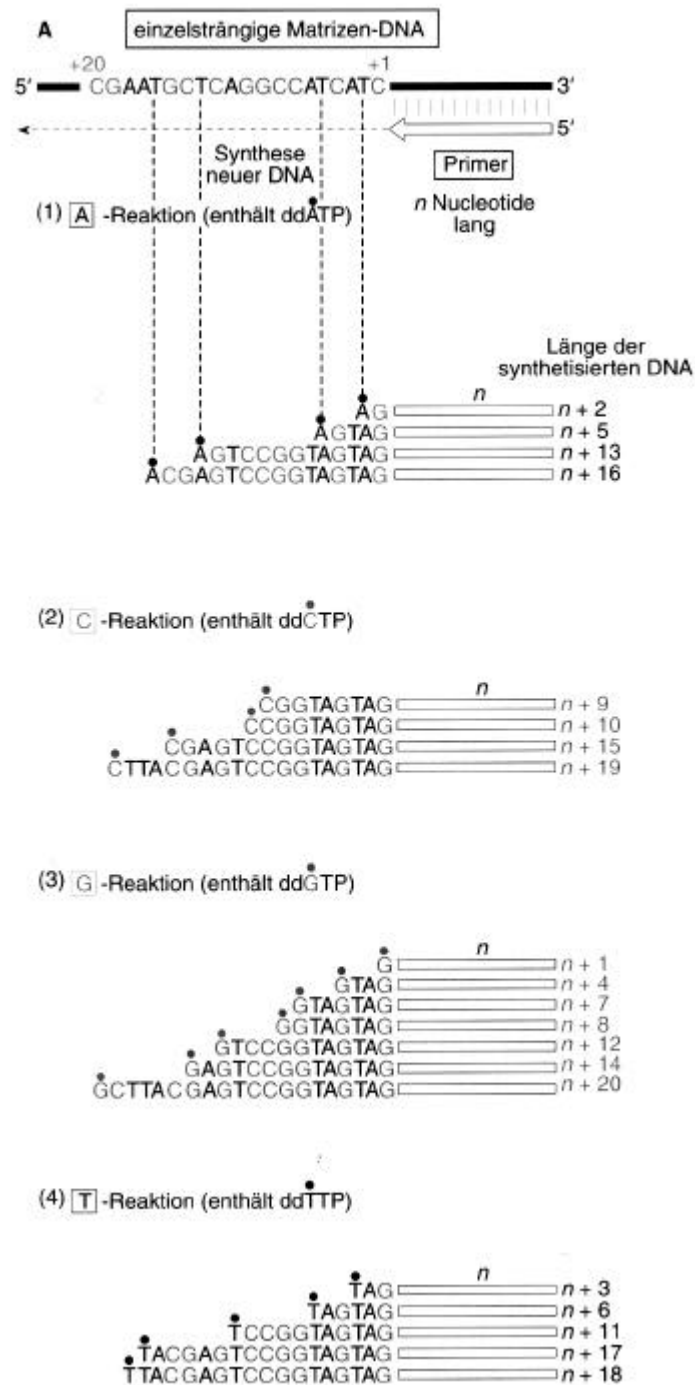 A einzelsträngige Matrizen-DNA
+20 +1
5' CGAATGCTCAGGCCATCATC 3'
5'
Synthese
neuer DNA
Primer
n Nucleotide
lang
(1) A -Reaktion (enthält ddATP)
Länge der
synthetisierten DNA
n
AG n + 2
AGTAG n + 5
AGTCCGGTAGTAG n + 13
ACGAGTCCGGTAGTAG n + 16
(2) C -Reaktion (enthält ddCTP)
n
CGGTAGTAG n + 9
CCGGTAGTAG n + 10
CGAGTCCGGTAGTAG n + 15
CTTACGAGTCCGGTAGTAG n + 19
(3) G -Reaktion (enthält ddGTP)
n
G n + 1
GTAG n + 4
GTAGTAG n + 7
GGTAGTAG n + 8
GTCCGGTAGTAG n + 12
GAGTCCGGTAGTAG n + 14
GCTTACGAGTCCGGTAGTAG n + 20
(4) T -Reaktion (enthält ddTTP)
n
TAG n + 3
TAGTAG n + 6
TCCGGTAGTAG n + 11
TACGAGTCCGGTAGTAG n + 17
TTACGAGTCCGGTAGTAG n + 18